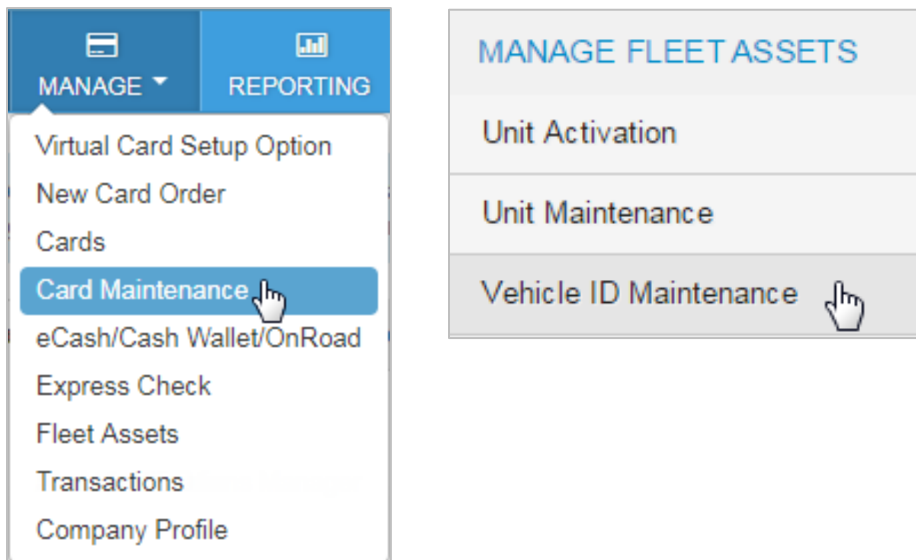 MANAGE
REPORTING
Virtual Card Setup Option
New Card Order
Cards
Card Maintenance
eCash/Cash Wallet/OnRoad
Express Check
Fleet Assets
Transactions
Company Profile
MANAGE FLEET ASSETS
Unit Activation
Unit Maintenance
Vehicle ID Maintenance